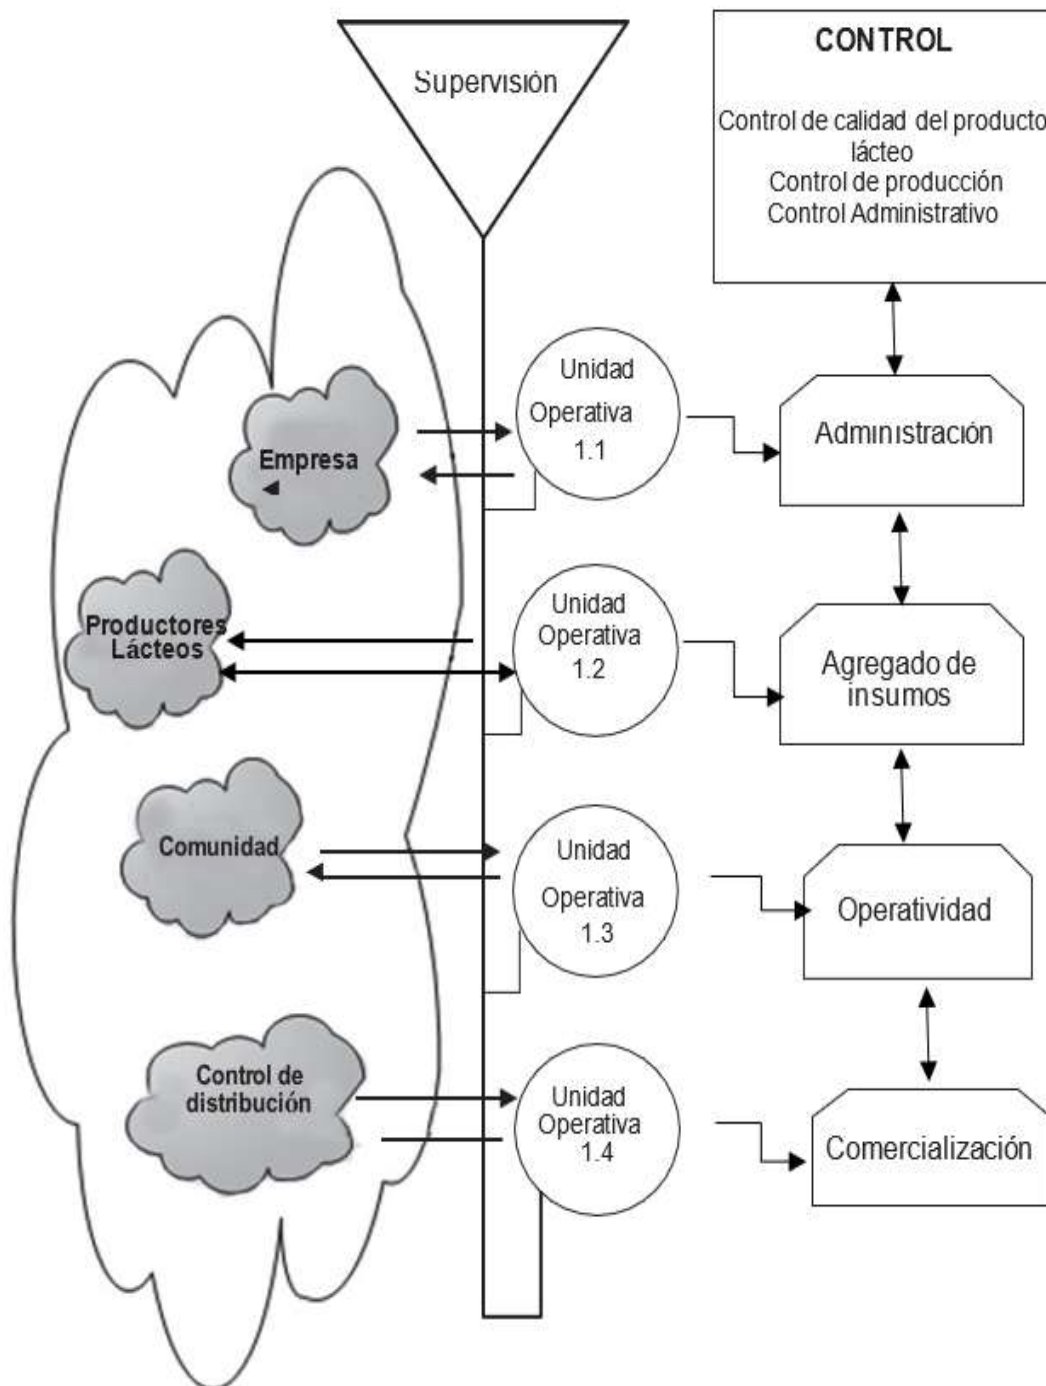 Supervisión
CONTROL
Control de calidad del producto
lácteo
Control de producción
Control Administrativo
Empresa
Unidad
Operativa
1.1
Administración
Productores
Lácteos
Unidad
Operativa
1.2
Agregado de
insumos
Comunidad
Unidad
Operativa
1.3
Operatividad
Control de
distribución
Unidad
Operativa
1.4
Comercialización